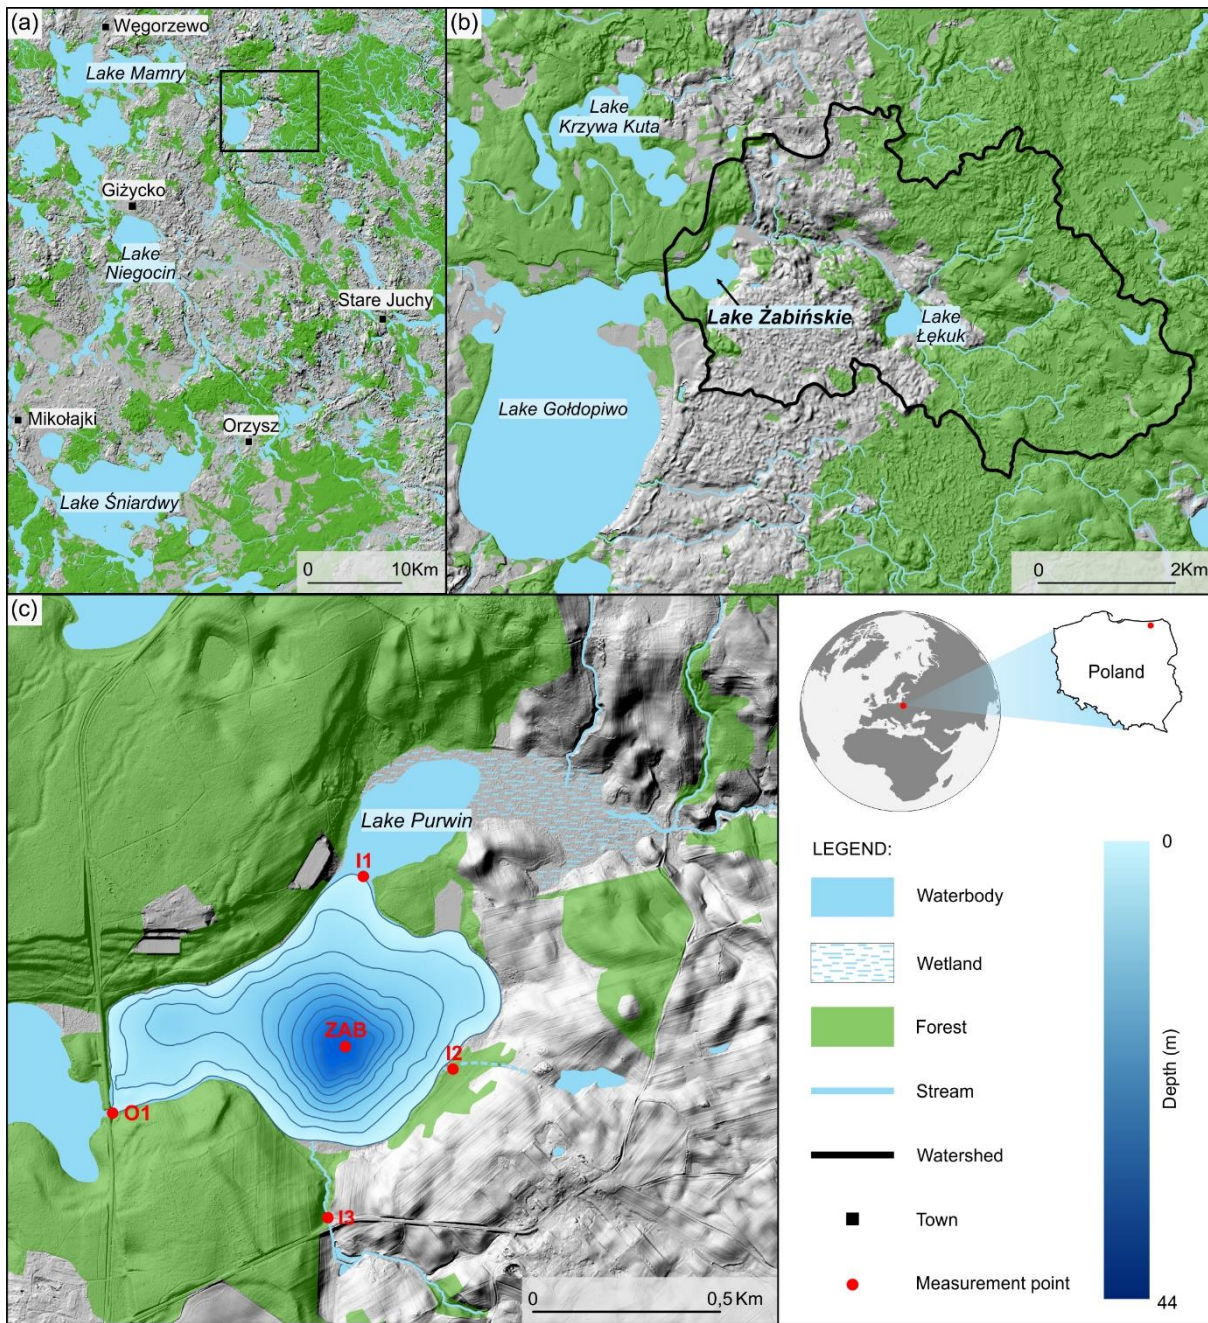 (a)
Węgorzewo
Lake Mamry
Giżycko
Lake
Niegocin
Stare Juchy
Mikołajki
Orzysz
Lake Śniardwy
0
10Km
(b)
Lake
Krzywa Kuta
Lake Żabińskie
Lake
Łękuk
Lake Gołdopiwo
0
2Km
(c)
Lake Purwin
I1
ZAB
I2
O1
I3
0
0,5 Km
Poland
LEGEND:
Waterbody
Wetland
Forest
Stream
Watershed
Town
Measurement point
0
Depth (m)
44